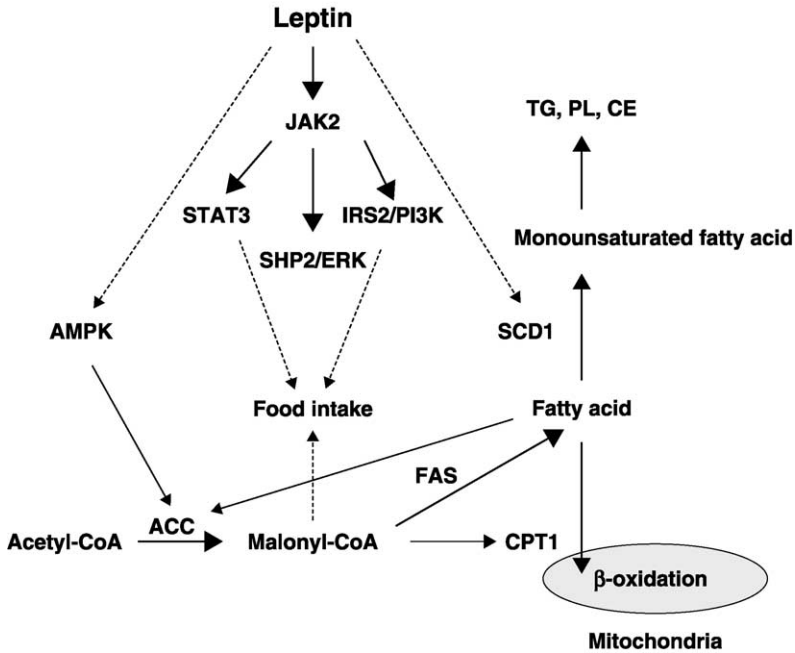 Leptin
JAK2
TG, PL, CE
STAT3
IRS2/PI3K
Monounsaturated fatty acid
SHP2/ERK
AMPK
SCD1
Food intake
Fatty acid
FAS
ACC
Acetyl-CoA
Malonyl-CoA
CPT1
β-oxidation
Mitochondria